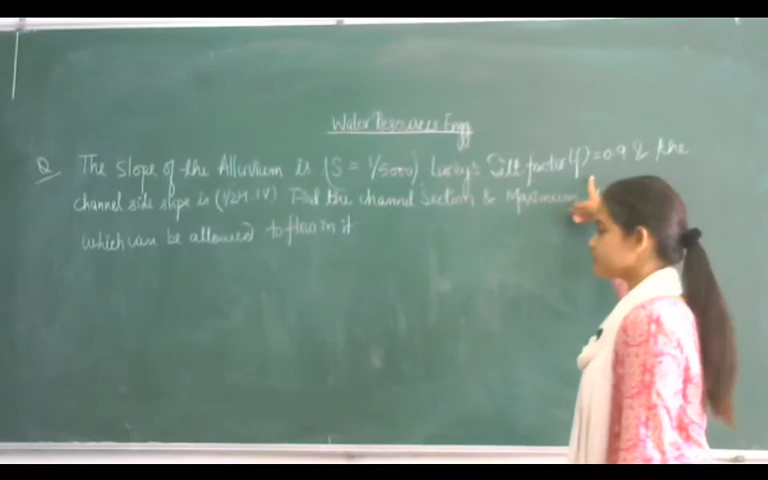 Water Resources Engg
Q The Slope of the Alluvium is (S = 1/5000) Lacey's Silt factor (f) = 0.9 & the
channel side slope is (1/2H:1V) Find the channel Section & Maximum
which can be allowed to flow in it